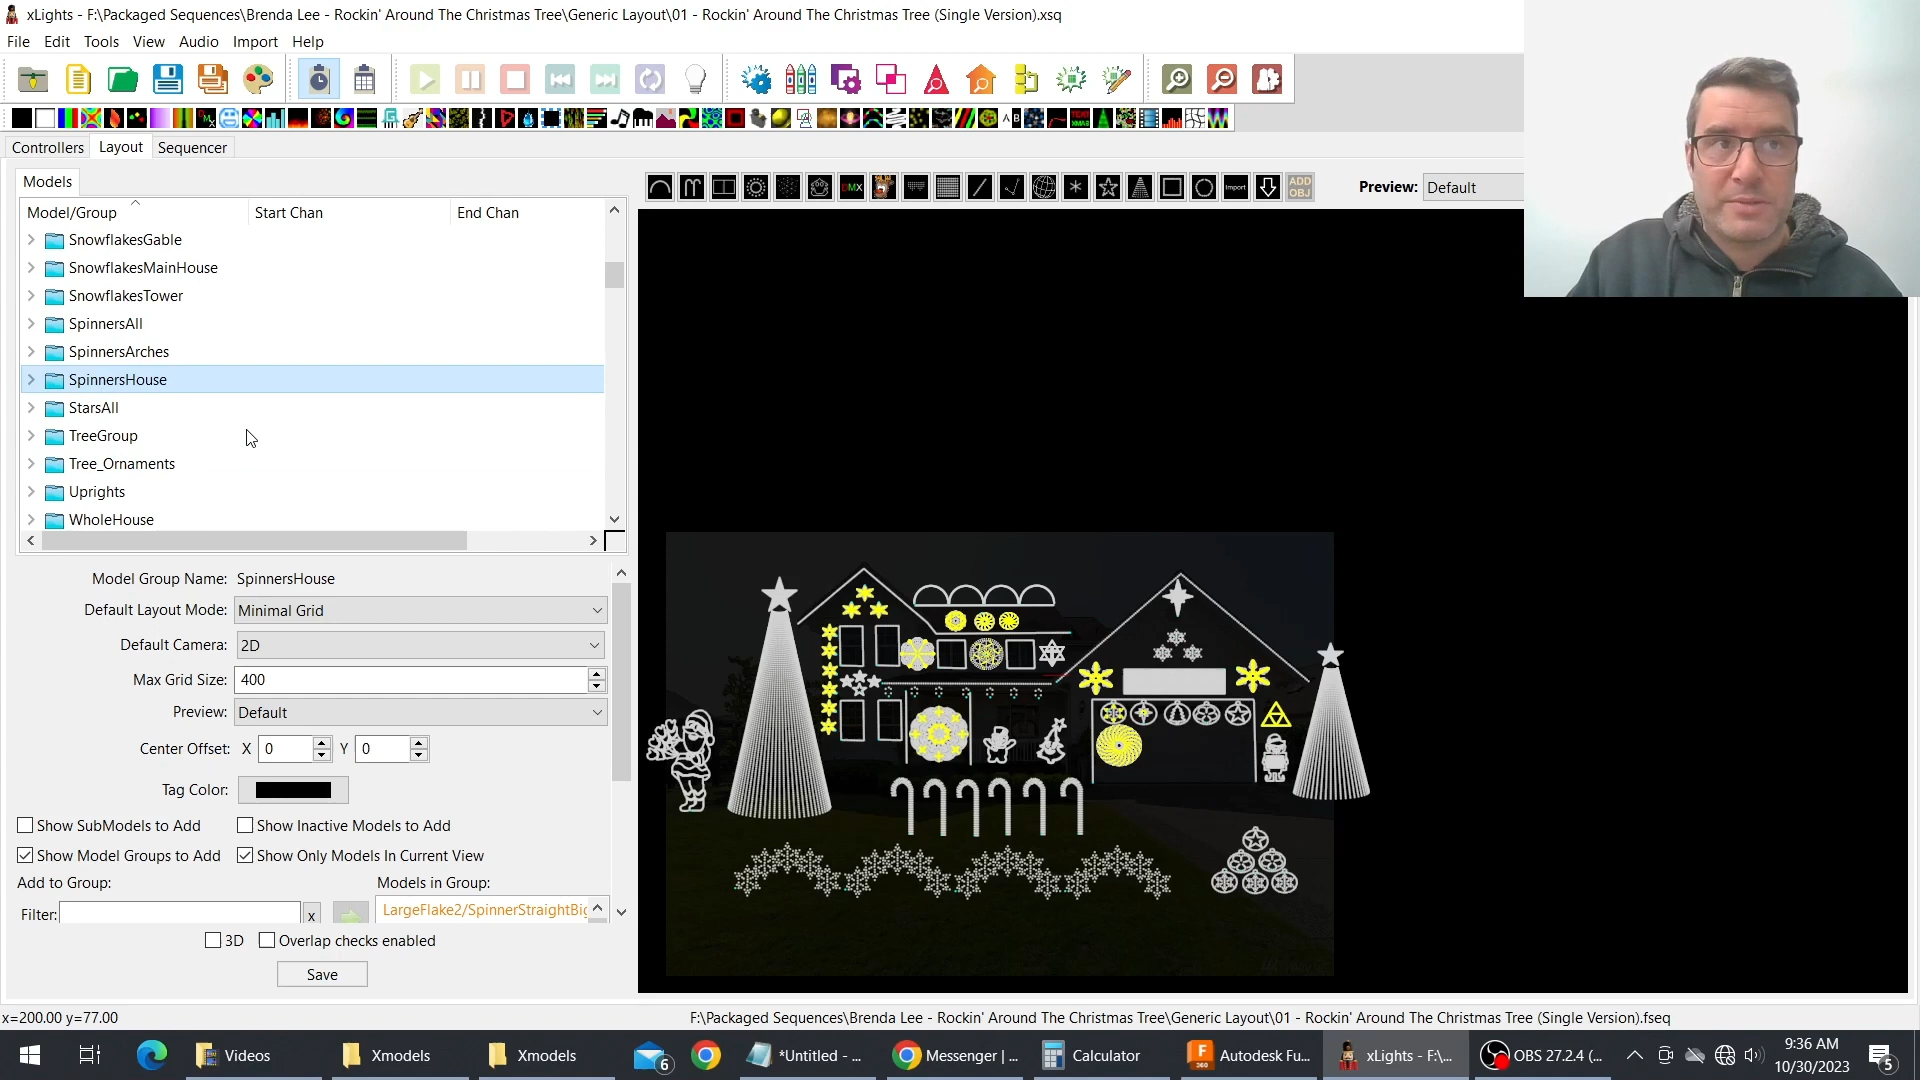 xLights - F:\Packaged Sequences\Brenda Lee - Rockin' Around The Christmas Tree\Generic Layout\01 - Rockin' Around The Christmas Tree (Single Version).xsq
File Edit Tools View Audio Import Help
Controllers Layout Sequencer
Models
DMX
Import
ADD OBJ
Preview: Default
Model/Group Start Chan End Chan
SnowflakesGable
SnowflakesMainHouse
SnowflakesTower
SpinnersAll
SpinnersArches
SpinnersHouse
StarsAll
TreeGroup
Tree_Ornaments
Uprights
WholeHouse
Model Group Name: SpinnersHouse
Default Layout Mode: Minimal Grid
Default Camera: 2D
Max Grid Size: 400
Preview: Default
Center Offset: X 0 Y 0
Tag Color:
Show SubModels to Add Show Inactive Models to Add
Show Model Groups to Add Show Only Models In Current View
Add to Group: Models in Group:
Filter: x LargeFlake2/SpinnerStraightBig
3D Overlap checks enabled
Save
x=200.00 y=77.00 F:\Packaged Sequences\Brenda Lee - Rockin' Around The Christmas Tree\Generic Layout\01 - Rockin' Around The Christmas Tree (Single Version).fseq
Videos Xmodels Xmodels 6 *Untitled - ... Messenger | ... Calculator Autodesk Fu... xLights - F:\... OBS 27.2.4 (... 9:36 AM
10/30/2023 5